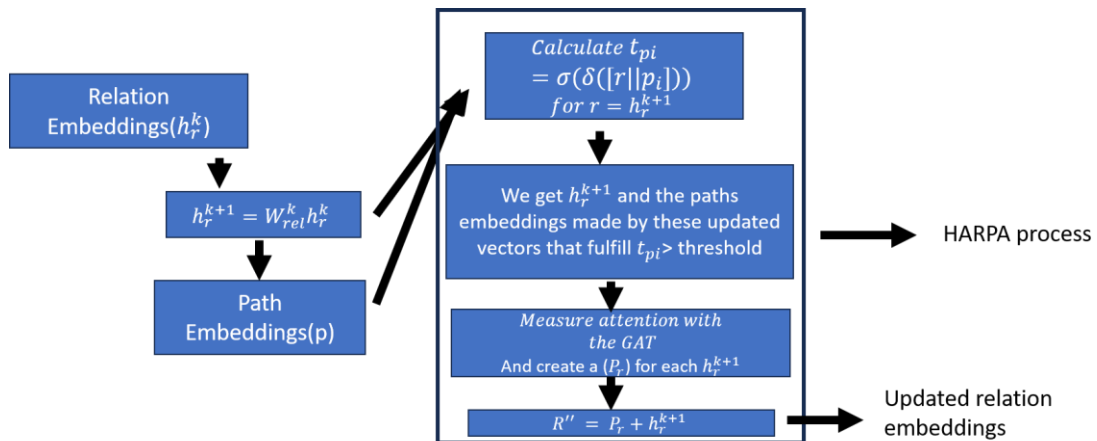 Relation
Embeddings($h_r^k$)
$h_r^{k+1} = W_{rel}^k h_r^k$
Path
Embeddings(p)
Calculate $t_{pi}$
$= \sigma(\delta([r||p_i]))$
for $r = h_r^{k+1}$
We get $h_r^{k+1}$ and the paths
embeddings made by these updated
vectors that fulfill $t_{pi}$> threshold
Measure attention with
the GAT
And create a ($P_r$) for each $h_r^{k+1}$
$R'' = P_r + h_r^{k+1}$
HARPA process
Updated relation
embeddings